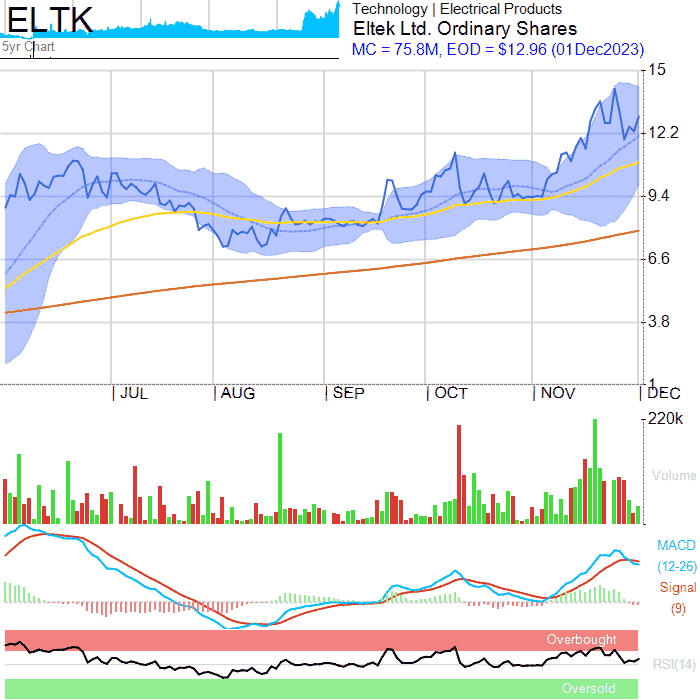 ELTK
5yr Chart
Technology | Electrical Products
Eltek Ltd. Ordinary Shares
MC = 75.8M, EOD = $12.96 (01Dec2023)
15
12.2
9.4
6.6
3.8
1
JUL AUG SEP OCT NOV DEC
220k
Volume
MACD
(12-26)
Signal
(9)
Overbought
RSI(14)
Oversold